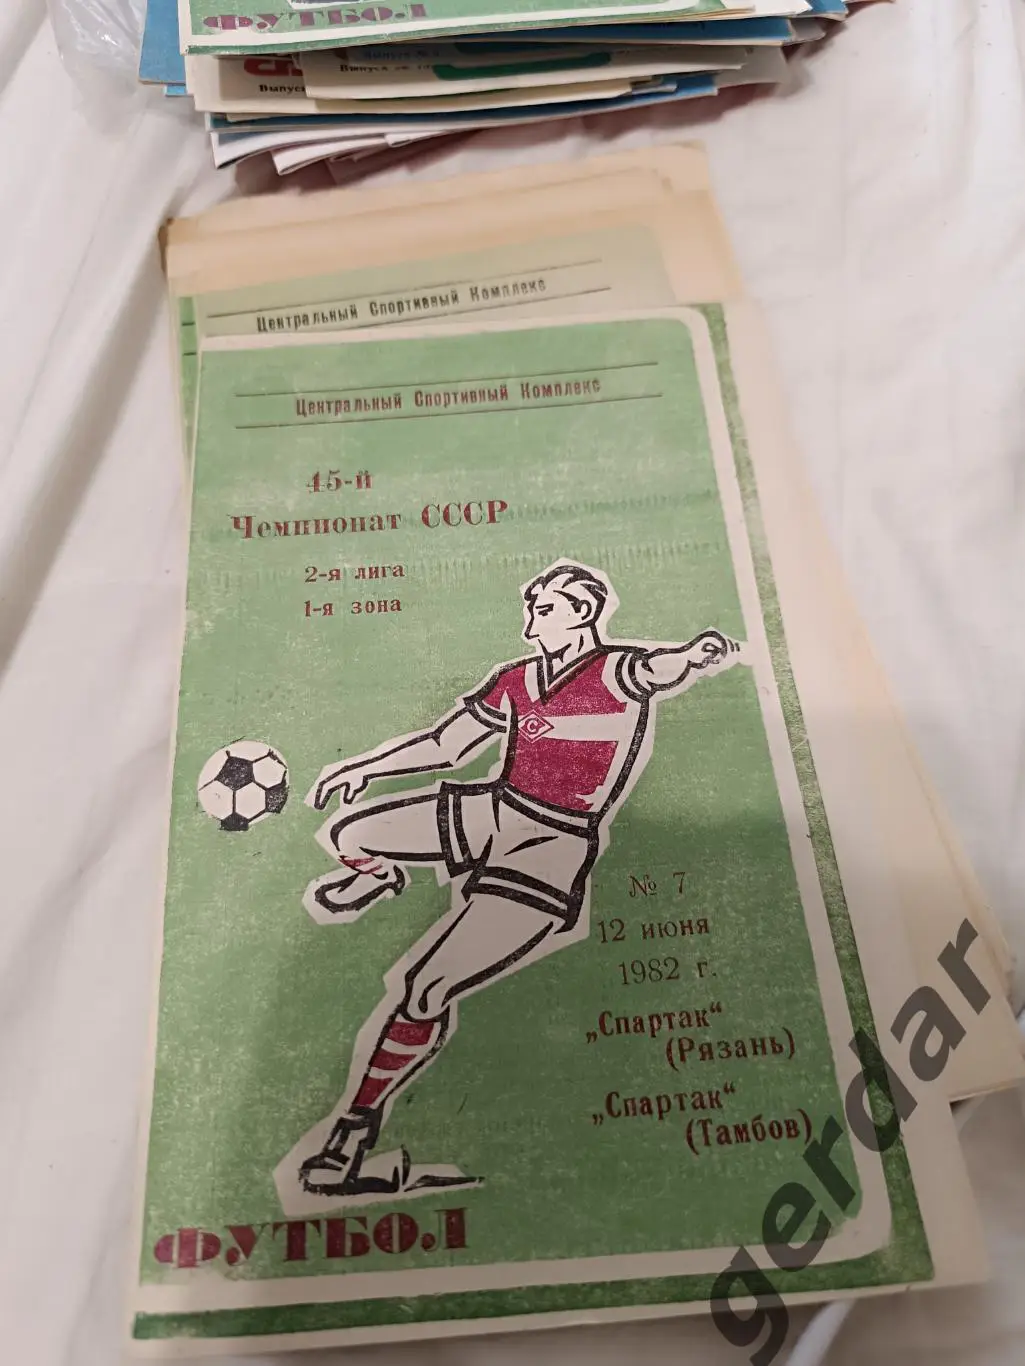 ФУТБОЛ
Выпуск
Центральный Спортивный Комплекс
Центральный Спортивный Комплекс
45-й
Чемпионат СССР
2-я лига
1-я зона
С
№ 7
12 июня
1982 г.
„Спартак“
(Рязань)
„Спартак“
(Тамбов)
ФУТБОЛ
gerdar